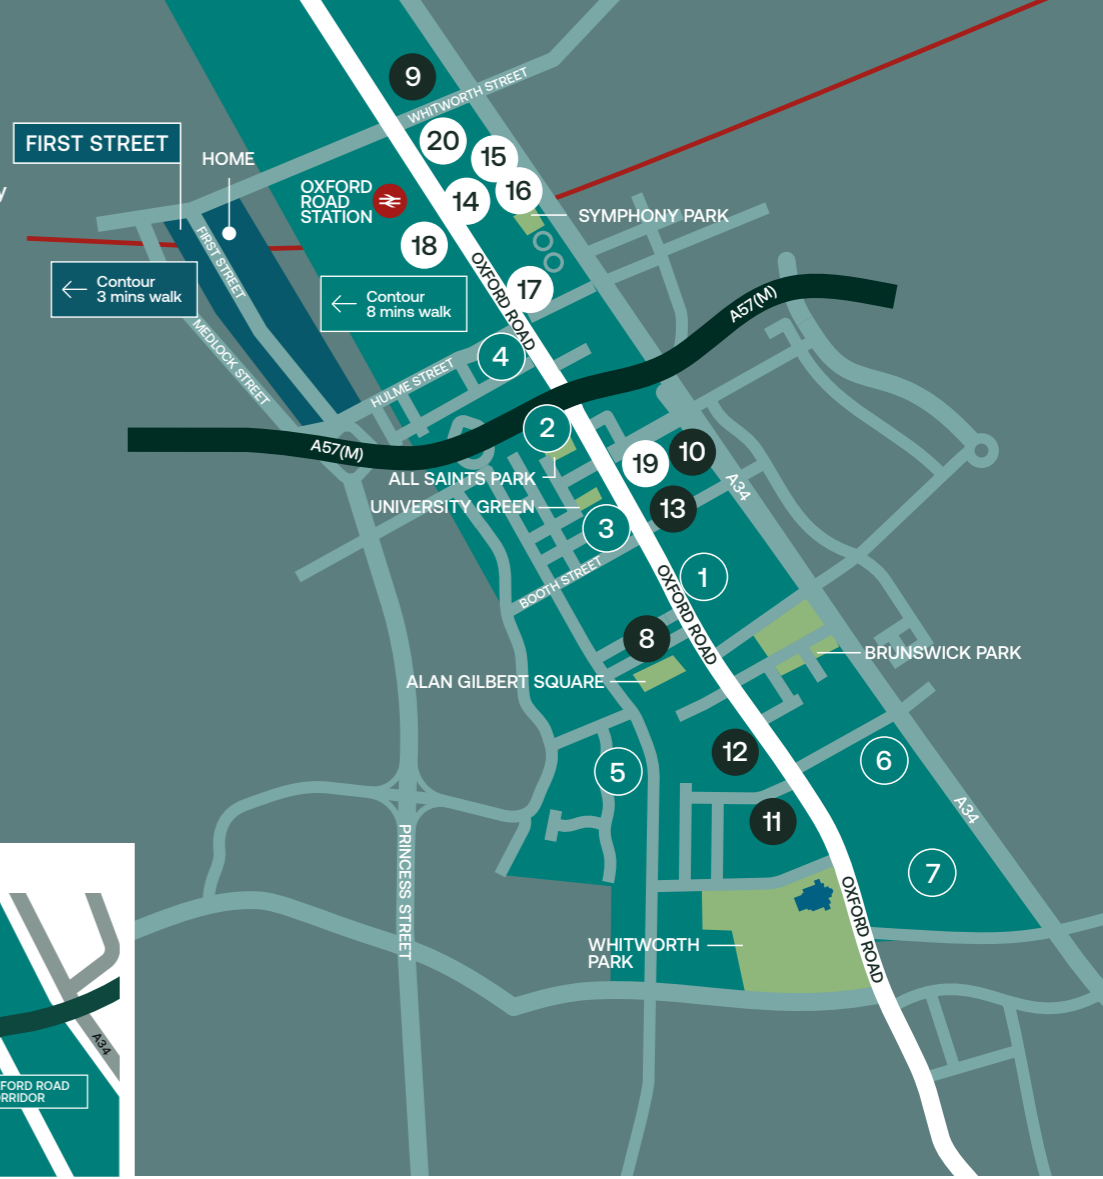 9
WHITWORTH STREET
FIRST STREET
20
HOME
15
16
OXFORD
ROAD
STATION
14
SYMPHONY PARK
18
FIRST STREET
Contour
3 mins walk
17
Contour
8 mins walk
OXFORD ROAD
A57(M)
4
MEDLOCK STREET
HULME STREET
2
A57(M)
19
10
ALL SAINTS PARK
A34
UNIVERSITY GREEN
13
3
BOOTH STREET
1
OXFORD ROAD
8
BRUNSWICK PARK
ALAN GILBERT SQUARE
12
6
5
11
A34
PRINCESS STREET
7
OXFORD ROAD
WHITWORTH
PARK
A34
FORD ROAD
RRIDOR